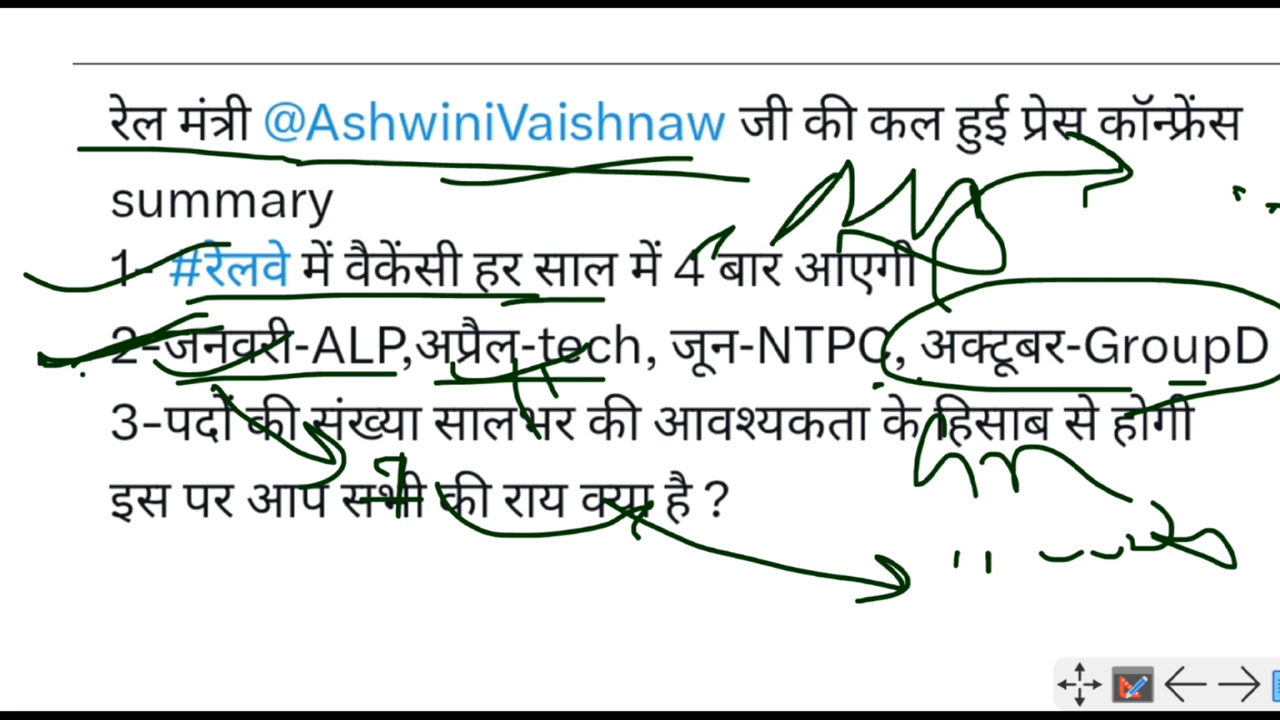 रेल मंत्री @AshwiniVaishnaw जी की कल हुई प्रेस कॉन्फ्रेंस
summary
1- #रेलवे में वैकेंसी हर साल में 4 बार आएगी
2-जनवरी-ALP,अप्रैल-tech, जून-NTPC, अक्टूबर-GroupD
3-पदों की संख्या सालभर की आवश्यकता के हिसाब से होगी
इस पर आप सभी की राय क्या है ?